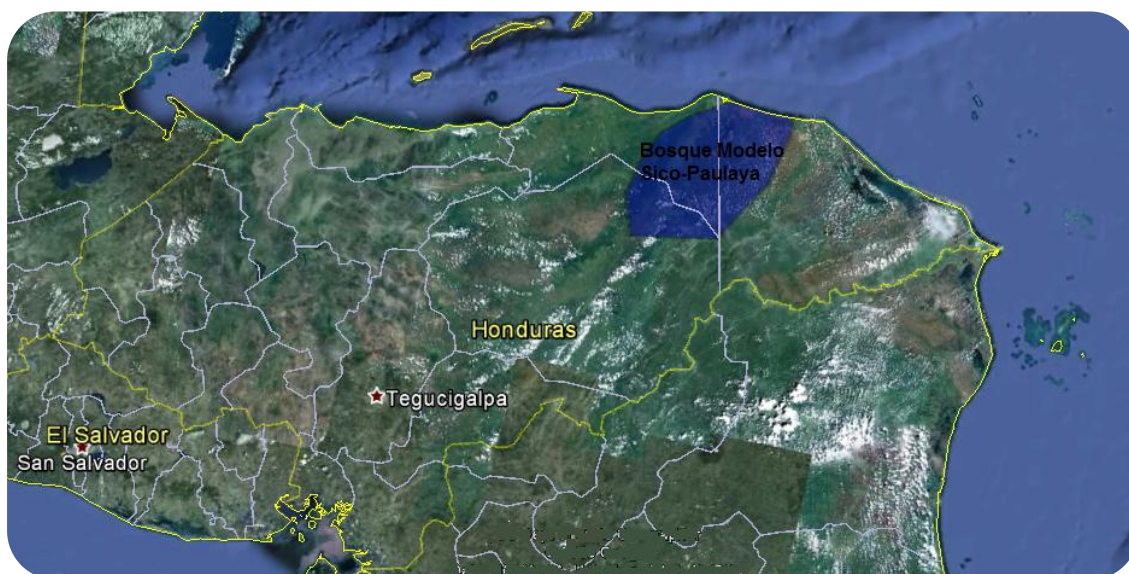 Bosque Modelo
Sico-Paulaya
Honduras
Tegucigalpa
El Salvador
San Salvador